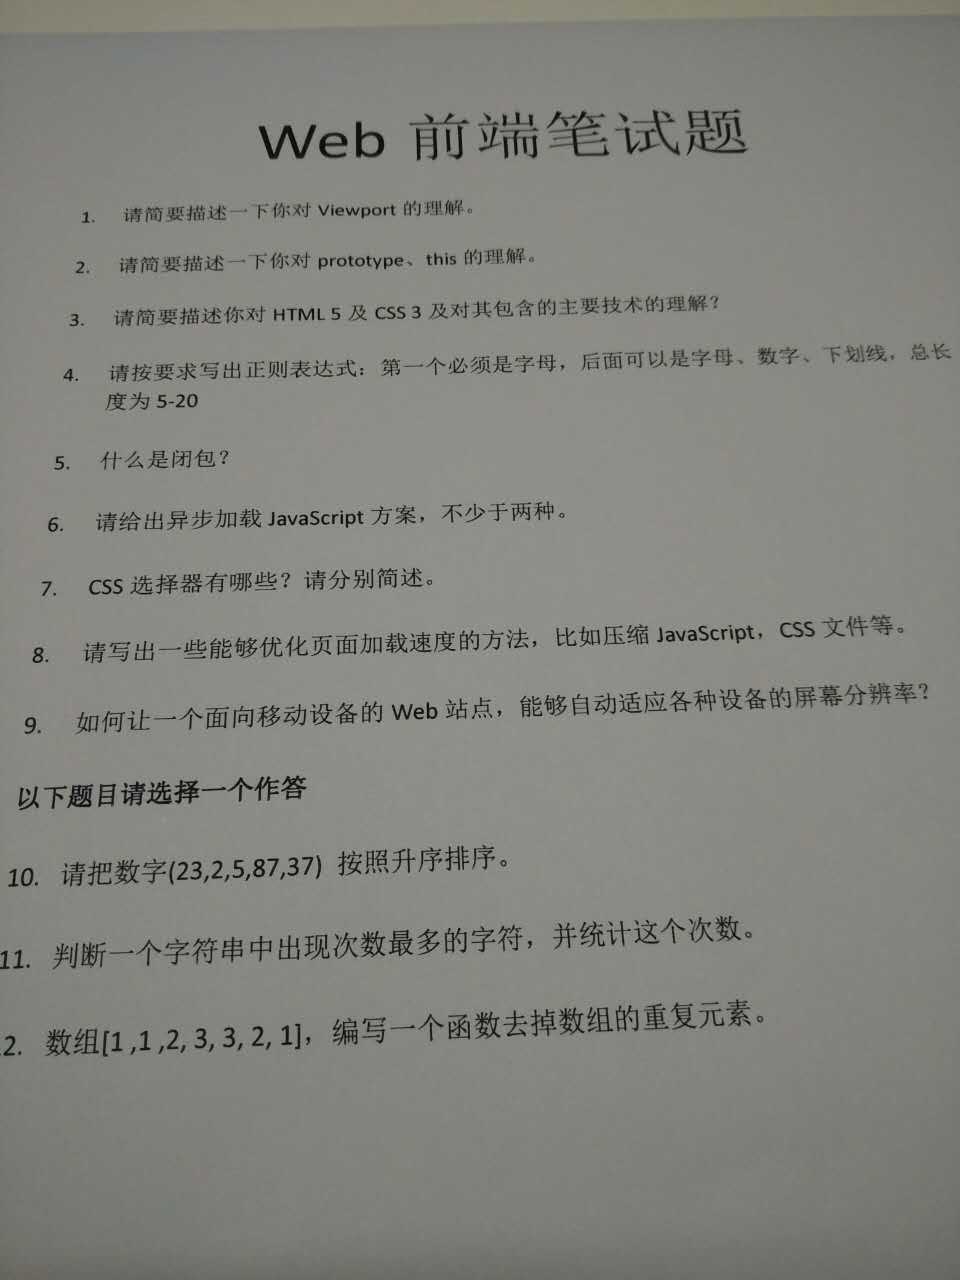 Web 前端笔试题
1. 请简要描述一下你对 Viewport 的理解。
2. 请简要描述一下你对 prototype、this 的理解。
3. 请简要描述你对 HTML 5 及 CSS 3 及对其包含的主要技术的理解？
4. 请按要求写出正则表达式：第一个必须是字母，后面可以是字母、数字、下划线，总长
度为 5-20
5. 什么是闭包？
6. 请给出异步加载 JavaScript 方案，不少于两种。
7. CSS 选择器有哪些？请分别简述。
8. 请写出一些能够优化页面加载速度的方法，比如压缩 JavaScript，CSS 文件等。
9. 如何让一个面向移动设备的 Web 站点，能够自动适应各种设备的屏幕分辨率？
以下题目请选择一个作答
10. 请把数字(23,2,5,87,37) 按照升序排序。
11. 判断一个字符串中出现次数最多的字符，并统计这个次数。
2. 数组[1 ,1 ,2, 3, 3, 2, 1]，编写一个函数去掉数组的重复元素。